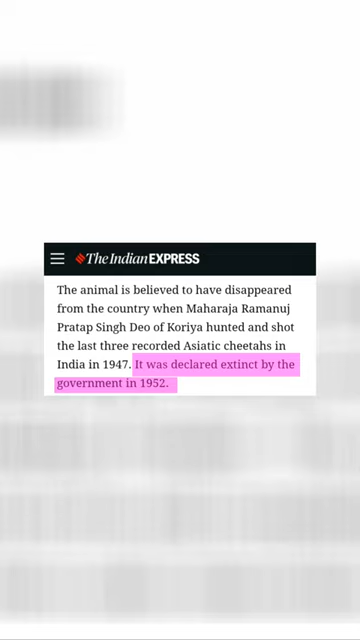 The Indian EXPRESS
The animal is believed to have disappeared
from the country when Maharaja Ramanuj
Pratap Singh Deo of Koriya hunted and shot
the last three recorded Asiatic cheetahs in
India in 1947. It was declared extinct by the
government in 1952.